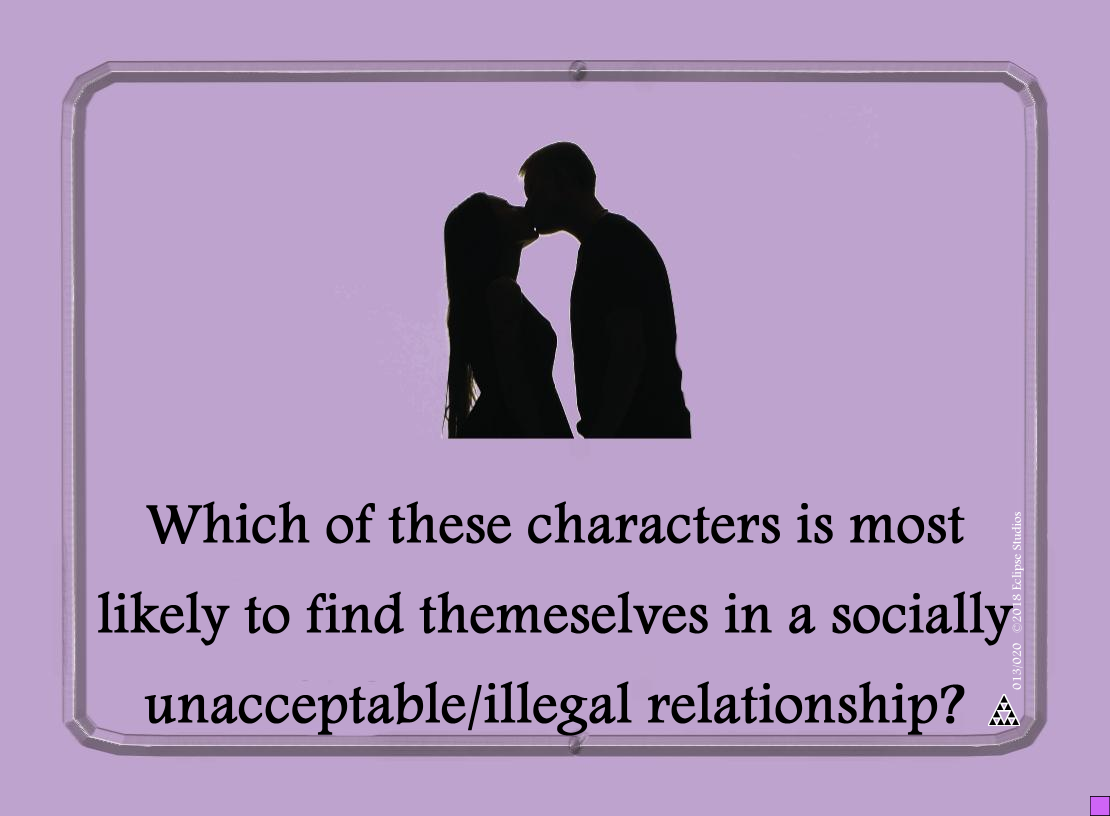 Which of these characters is most
likely to find themeselves in a socially
unacceptable/illegal relationship?
013/020 ©2018 Eclipse Studios